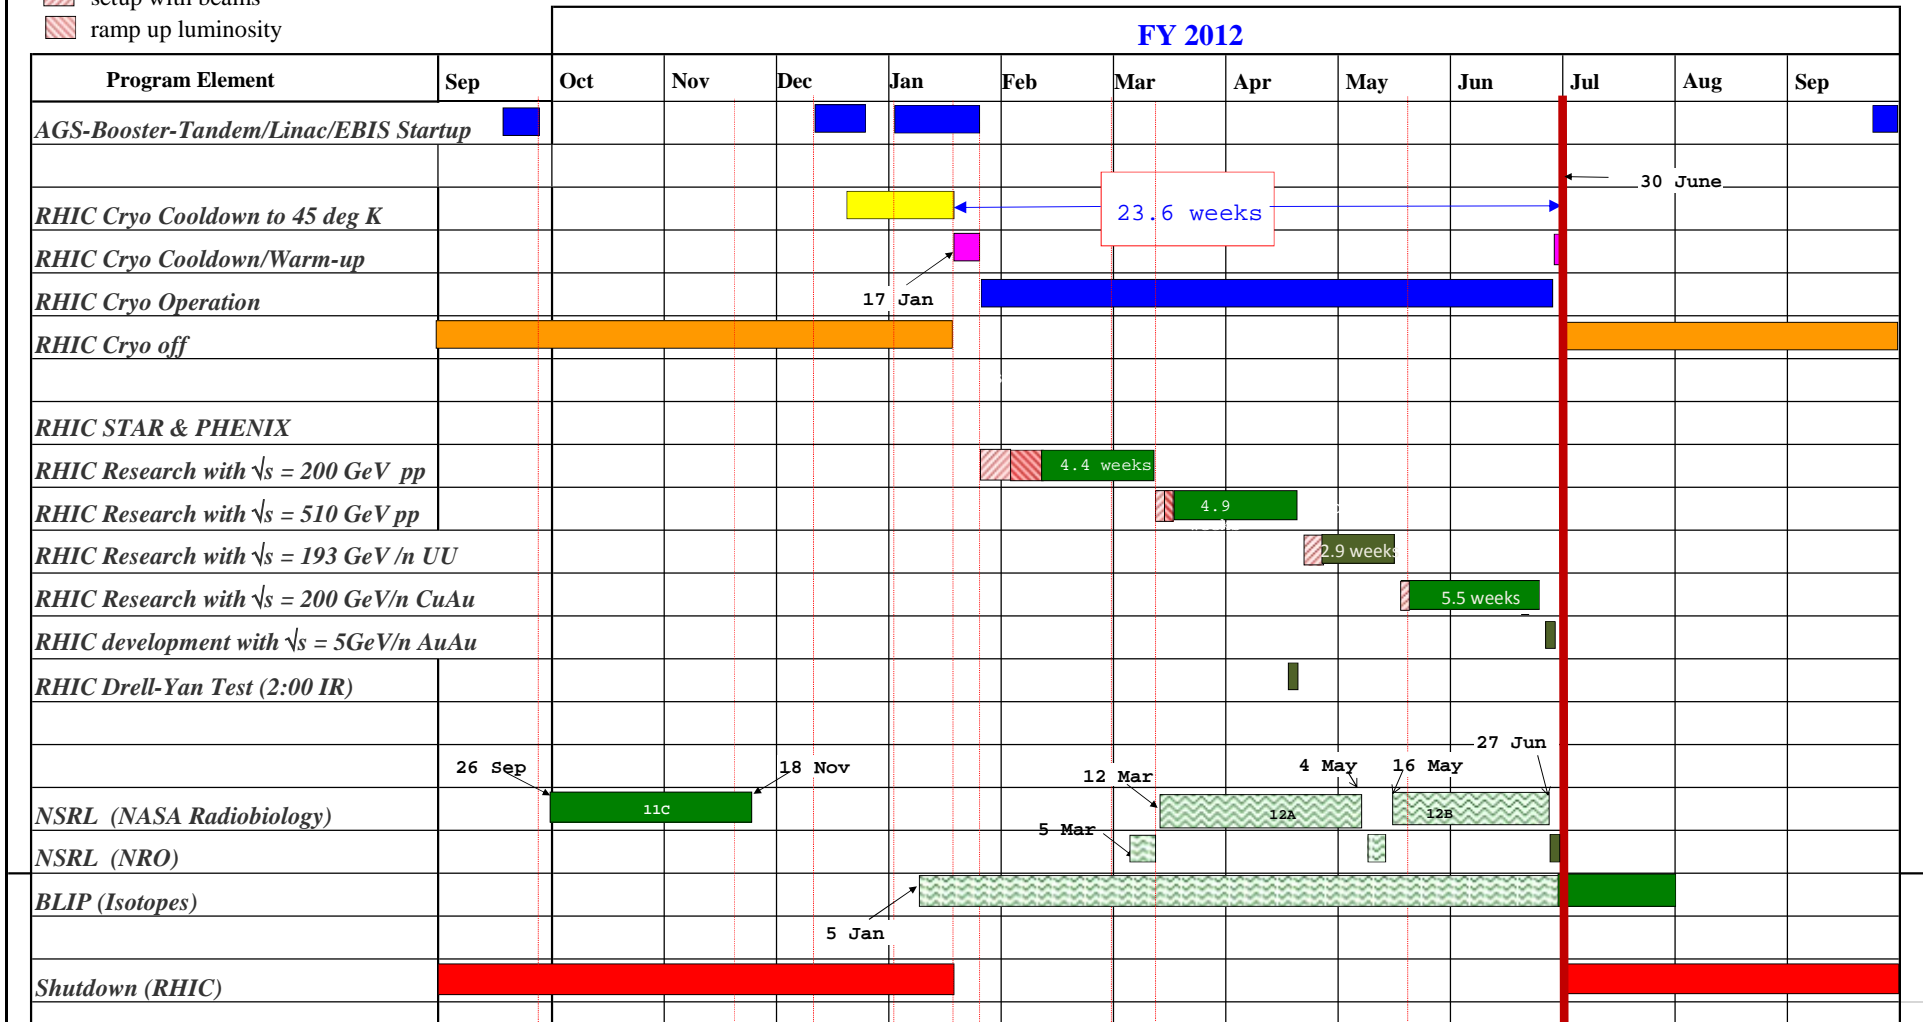 setup with beams
ramp up luminosity
FY 2012
Program Element Sep Oct Nov Dec Jan Feb Mar Apr May Jun Jul Aug Sep
AGS-Booster-Tandem/Linac/EBIS Startup
30 June
RHIC Cryo Cooldown to 45 deg K
23.6 weeks
RHIC Cryo Cooldown/Warm-up
17 Jan
RHIC Cryo Operation
RHIC Cryo off
RHIC STAR & PHENIX
RHIC Research with √s = 200 GeV pp
4.4 weeks
RHIC Research with √s = 510 GeV pp
4.9
RHIC Research with √s = 193 GeV /n UU
2.9 weeks
RHIC Research with √s = 200 GeV/n CuAu
5.5 weeks
RHIC development with √s = 5GeV/n AuAu
RHIC Drell-Yan Test (2:00 IR)
27 Jun
26 Sep
18 Nov
12 Mar
4 May
16 May
NSRL (NASA Radiobiology)
11C
12A
12B
5 Mar
NSRL (NRO)
BLIP (Isotopes)
5 Jan
Shutdown (RHIC)